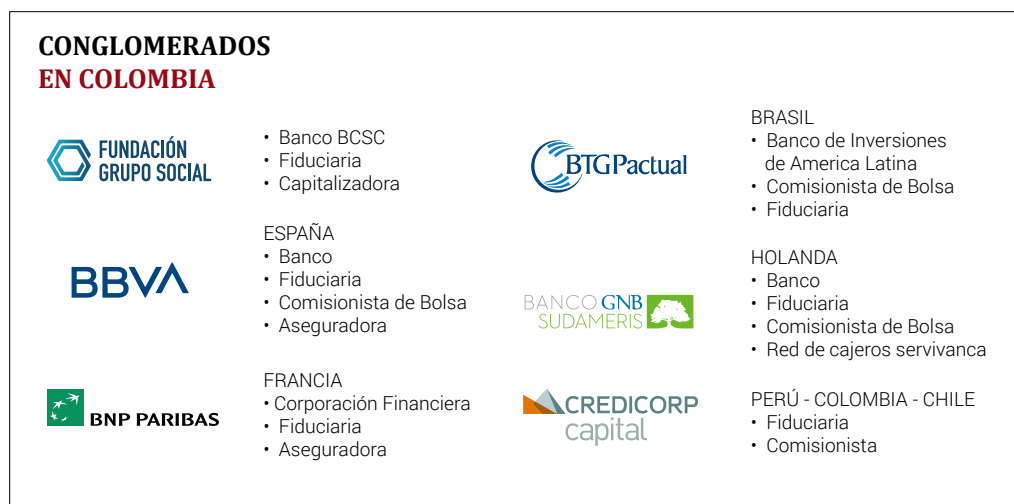 CONGLOMERADOS
EN COLOMBIA
FUNDACIÓN
GRUPO SOCIAL
• Banco BCSC
• Fiduciaria
• Capitalizadora
BBVA
ESPAÑA
• Banco
• Fiduciaria
• Comisionista de Bolsa
• Aseguradora
BNP PARIBAS
FRANCIA
• Corporación Financiera
• Fiduciaria
• Aseguradora
BTGPactual
BRASIL
• Banco de Inversiones
de America Latina
• Comisionista de Bolsa
• Fiduciaria
BANCO GNB
SUDAMERIS
HOLANDA
• Banco
• Fiduciaria
• Comisionista de Bolsa
• Red de cajeros servivanca
CREDICORP
capital
PERÚ - COLOMBIA - CHILE
• Fiduciaria
• Comisionista